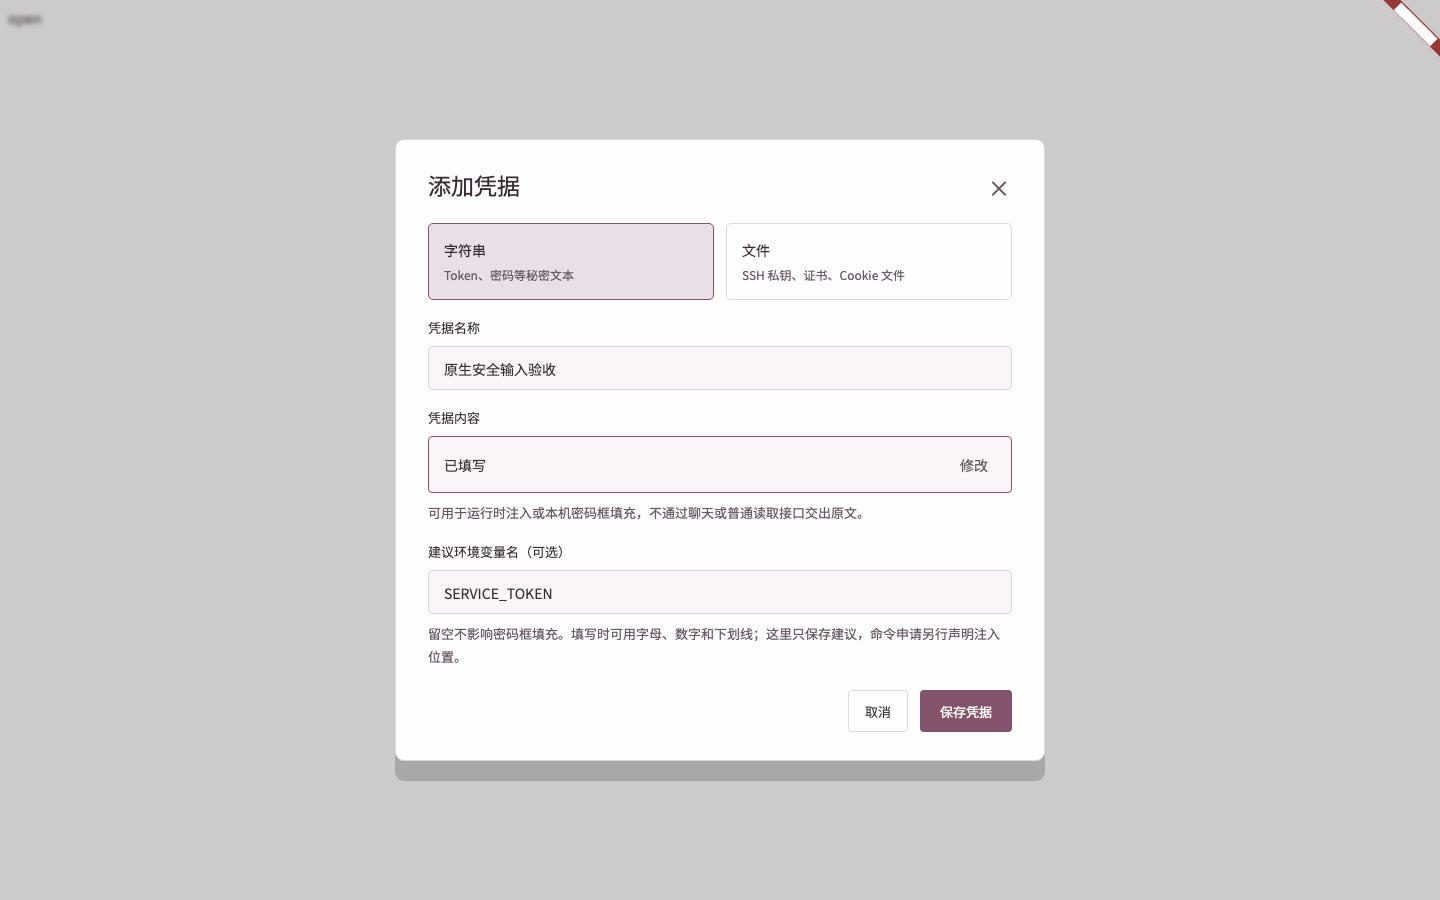 open
添加凭据
字符串
Token、密码等秘密文本
文件
SSH 私钥、证书、Cookie 文件
凭据名称
原生安全输入验收
凭据内容
已填写
修改
可用于运行时注入或本机密码框填充，不通过聊天或普通读取接口交出原文。
建议环境变量名（可选）
SERVICE_TOKEN
留空不影响密码框填充。填写时可用字母、数字和下划线；这里只保存建议，命令申请另行声明注入
位置。
取消
保存凭据